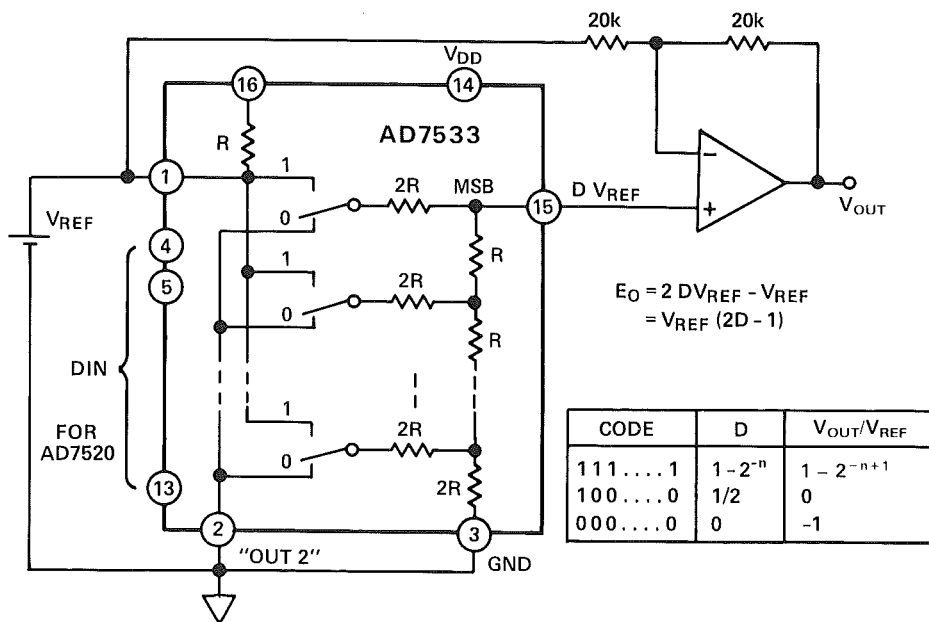 20k
20k
VDD
16
14
AD7533
R
1
1
2R
MSB
15
D VREF
VOUT
0
VREF
4
5
R
1
2R
0
R
DIN
EO = 2 DVREF - VREF
= VREF (2D - 1)
1
FOR
AD7520
2R
0
13
2R
2
3
"OUT 2"
GND
-
+
CODE D VOUT/VREF
111....1 1-2⁻ⁿ 1-2⁻ⁿ⁺¹
100....0 1/2 0
000....0 0 -1